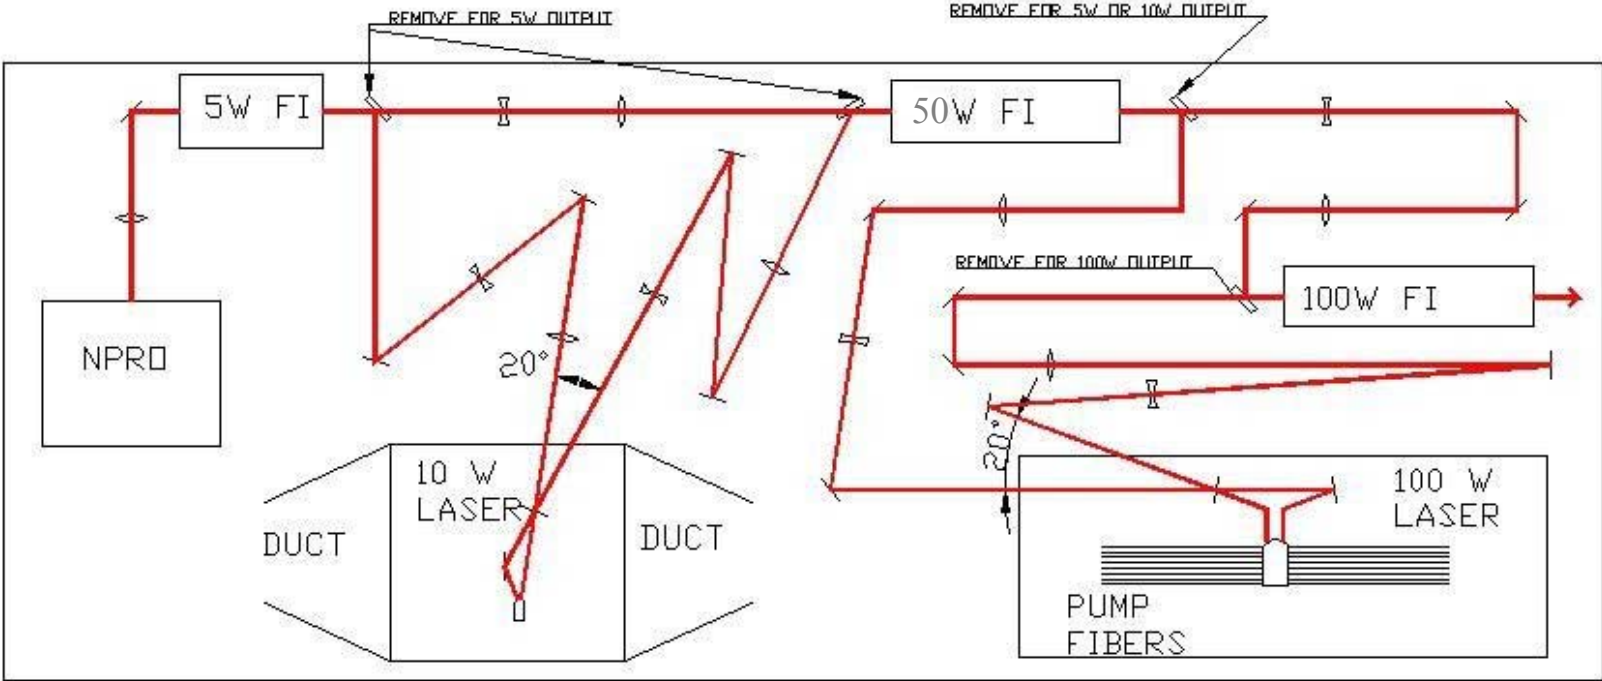 REMOVE FOR 5W OUTPUT
REMOVE FOR 5W OR 10W OUTPUT
5W FI
50W FI
REMOVE FOR 100W OUTPUT
100W FI
NPRO
20°
20°
10 W
LASER
100 W
LASER
DUCT
DUCT
PUMP
FIBERS